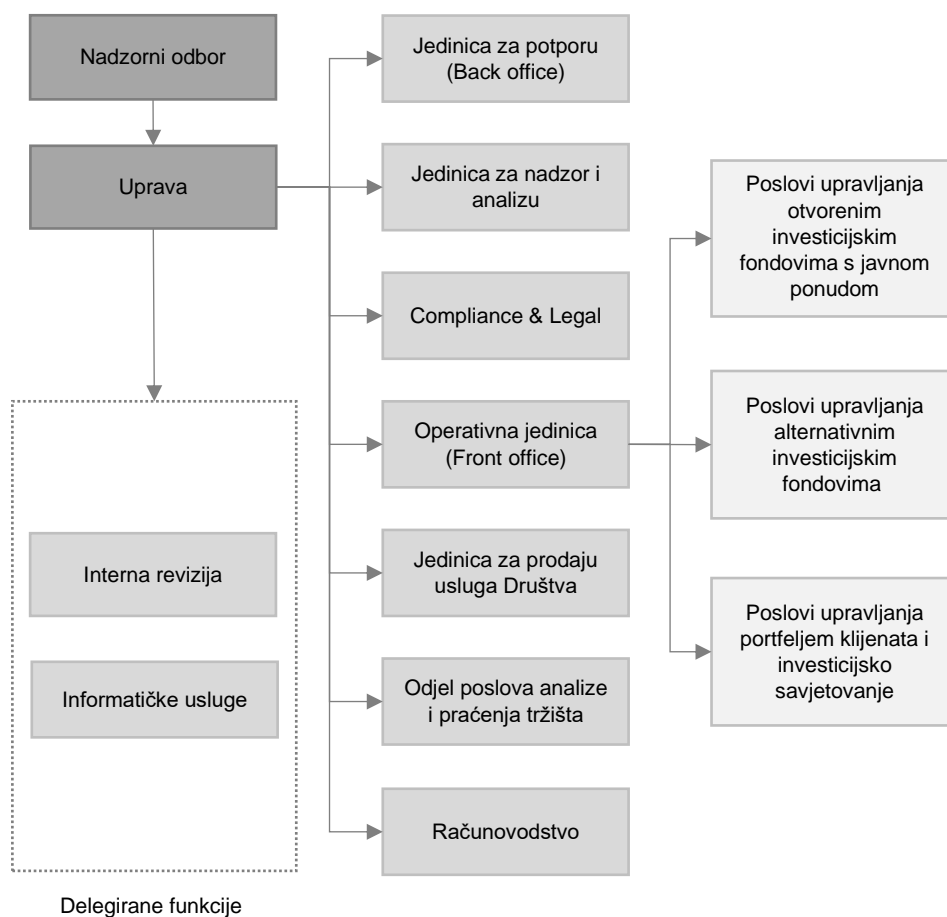 Nadzorni odbor
Uprava
Interna revizija
Informatičke usluge
Delegirane funkcije
Jedinica za potporu
(Back office)
Jedinica za nadzor i
analizu
Compliance & Legal
Operativna jedinica
(Front office)
Jedinica za prodaju
usluga Društva
Odjel poslova analize
i praćenja tržišta
Računovodstvo
Poslovi upravljanja
otvorenim
investicijskim
fondovima s javnom
ponudom
Poslovi upravljanja
alternativnim
investicijskim
fondovima
Poslovi upravljanja
portfeljem klijenata i
investicijsko
savjetovanje